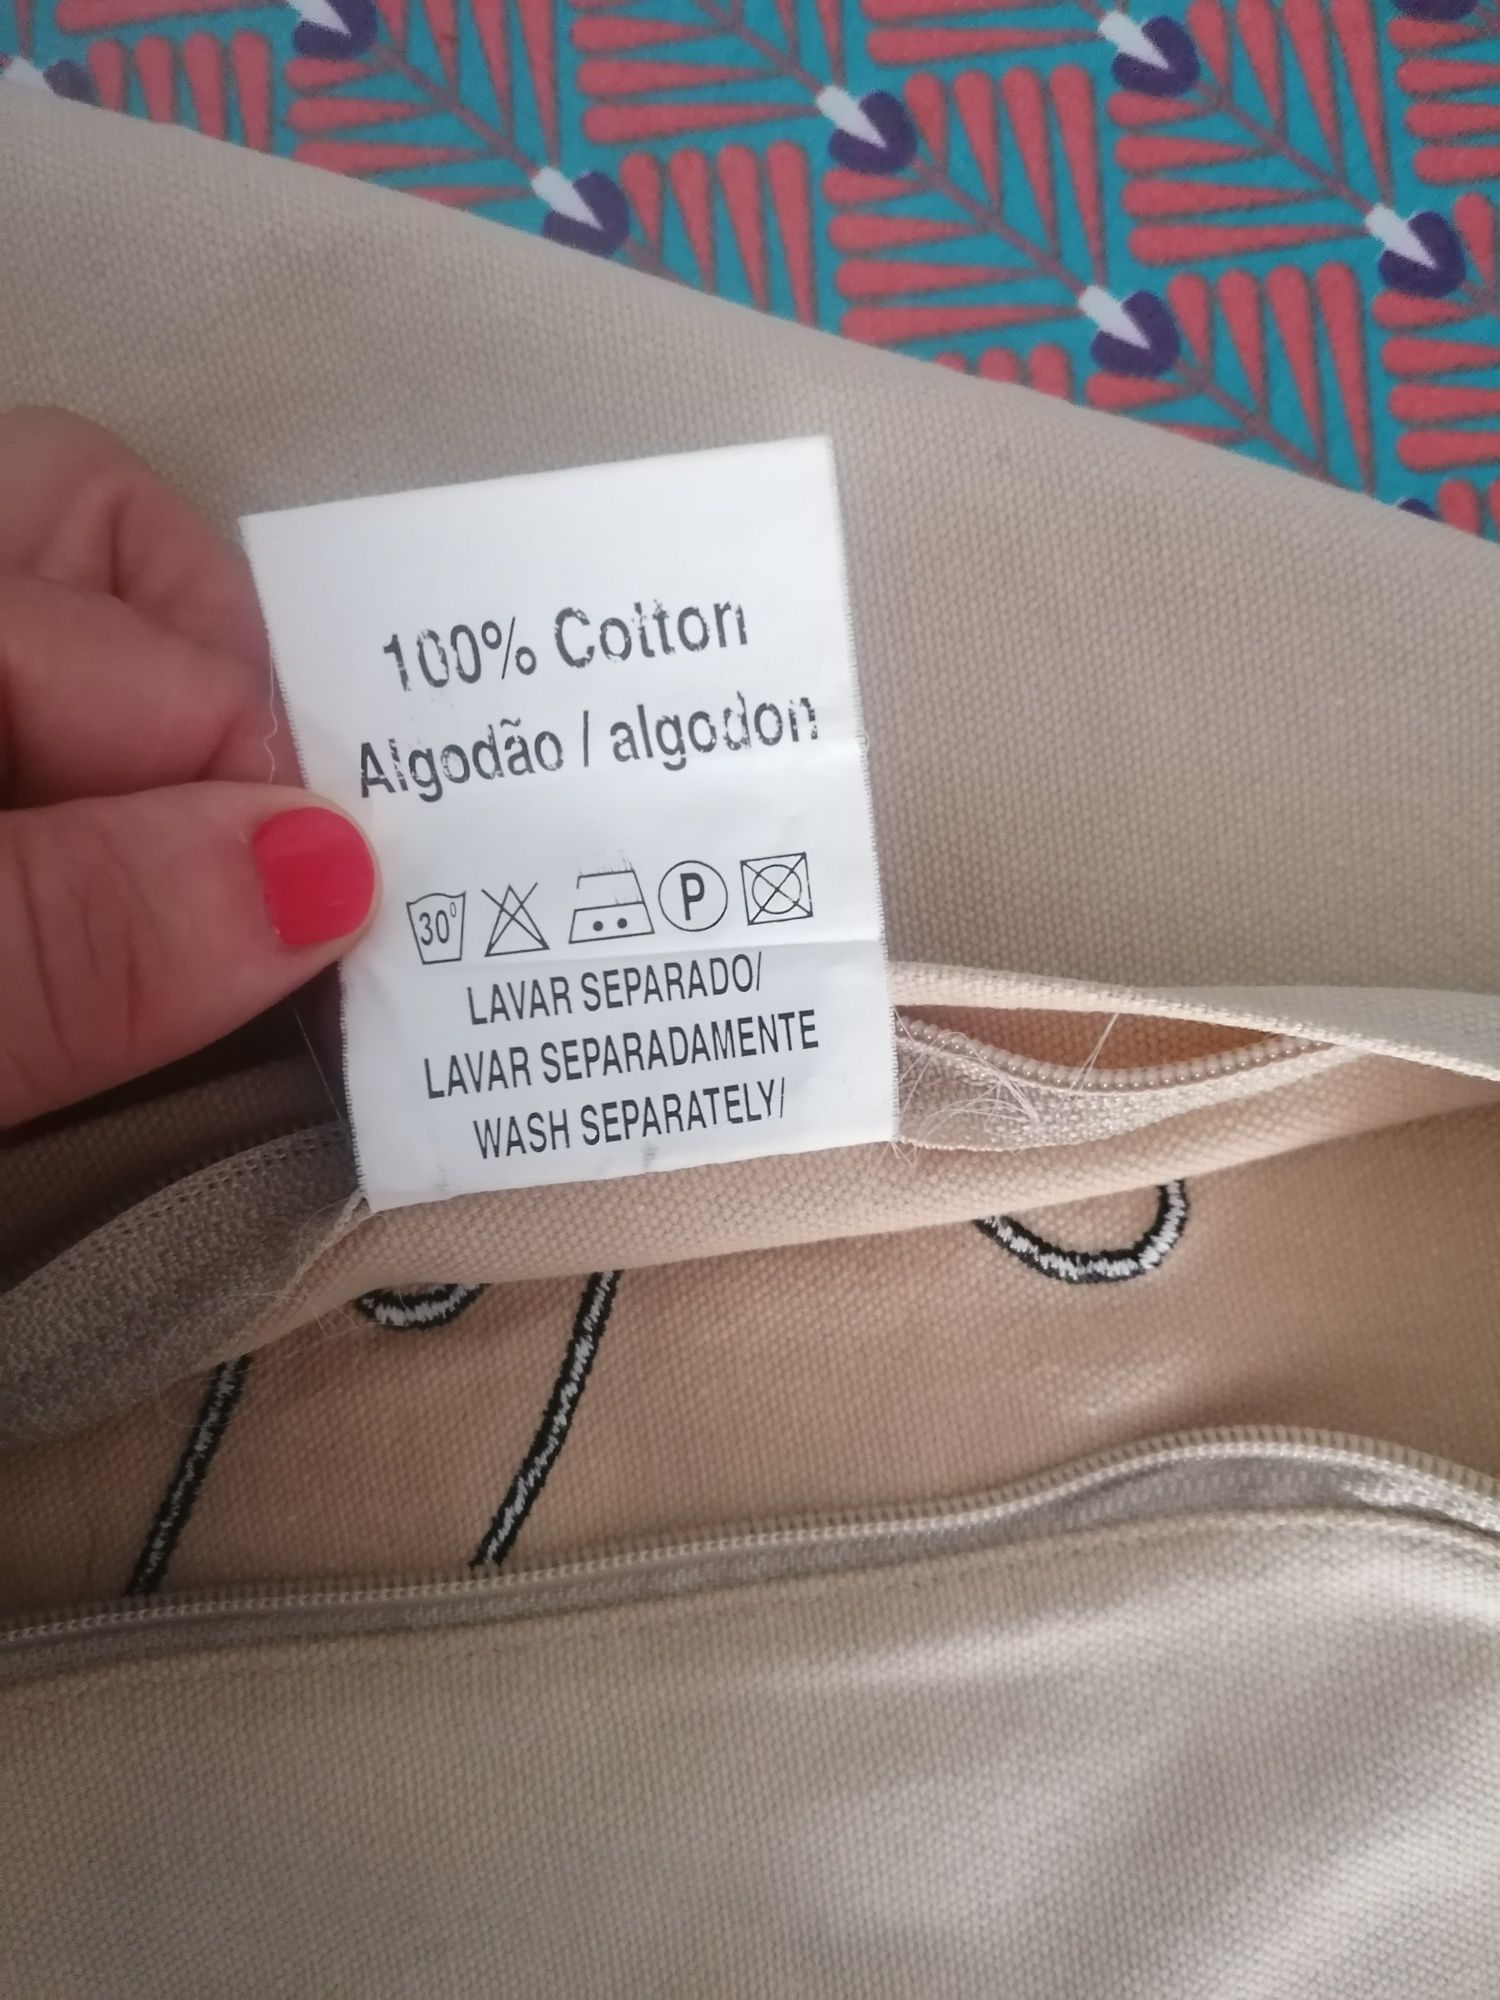 100% Cotton
Algodão / algodon
30° P
LAVAR SEPARADO/
LAVAR SEPARADAMENTE
WASH SEPARATELY/